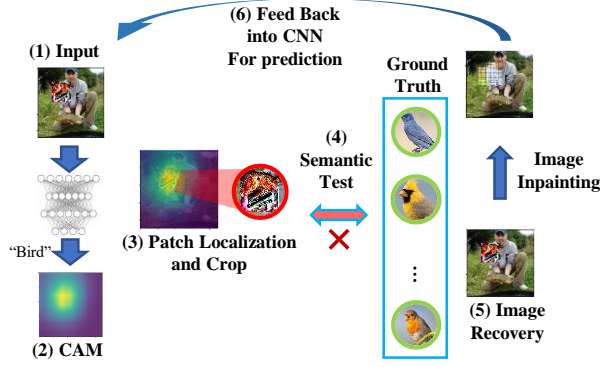 (6) Feed Back
into CNN
For prediction
(1) Input
Ground
Truth
(4)
Semantic
Test
Image
Inpainting
“Bird”
(3) Patch Localization
and Crop
...
(2) CAM
(5) Image
Recovery